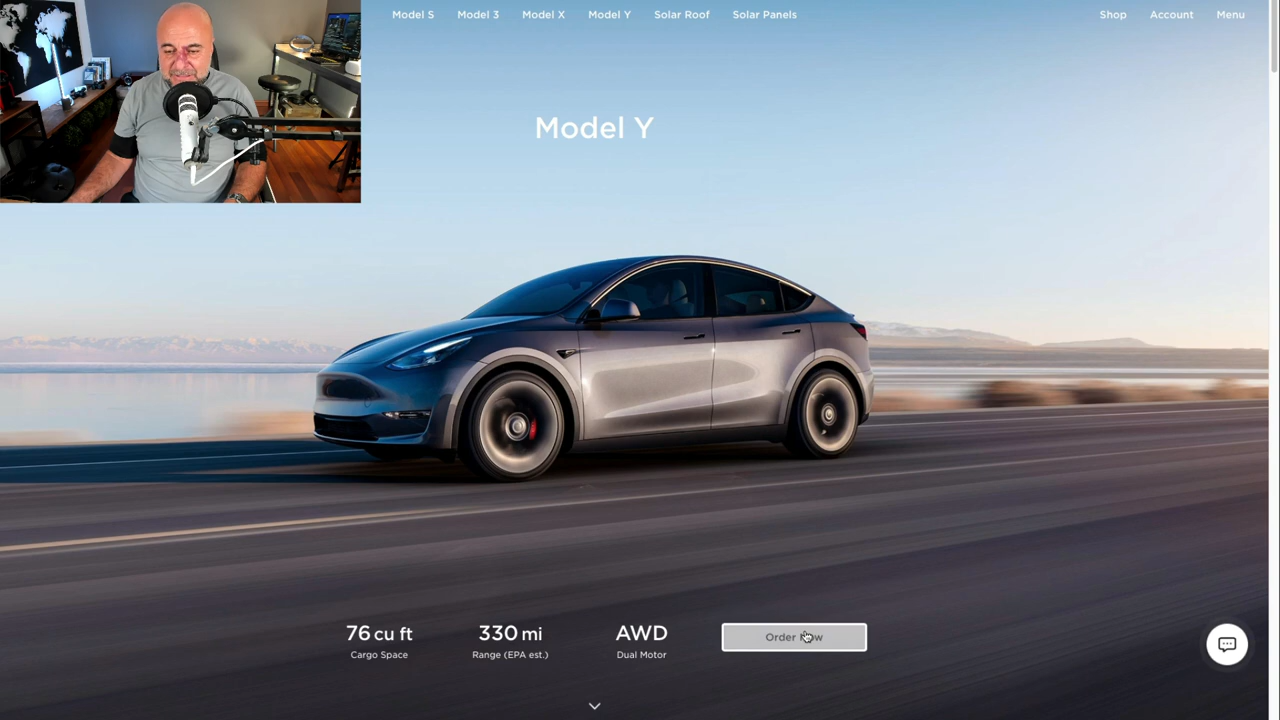 Model S Model 3 Model X Model Y Solar Roof Solar Panels Shop Account Menu
Model Y
76 cu ft 330 mi AWD Order Now
Cargo Space Range (EPA est.) Dual Motor